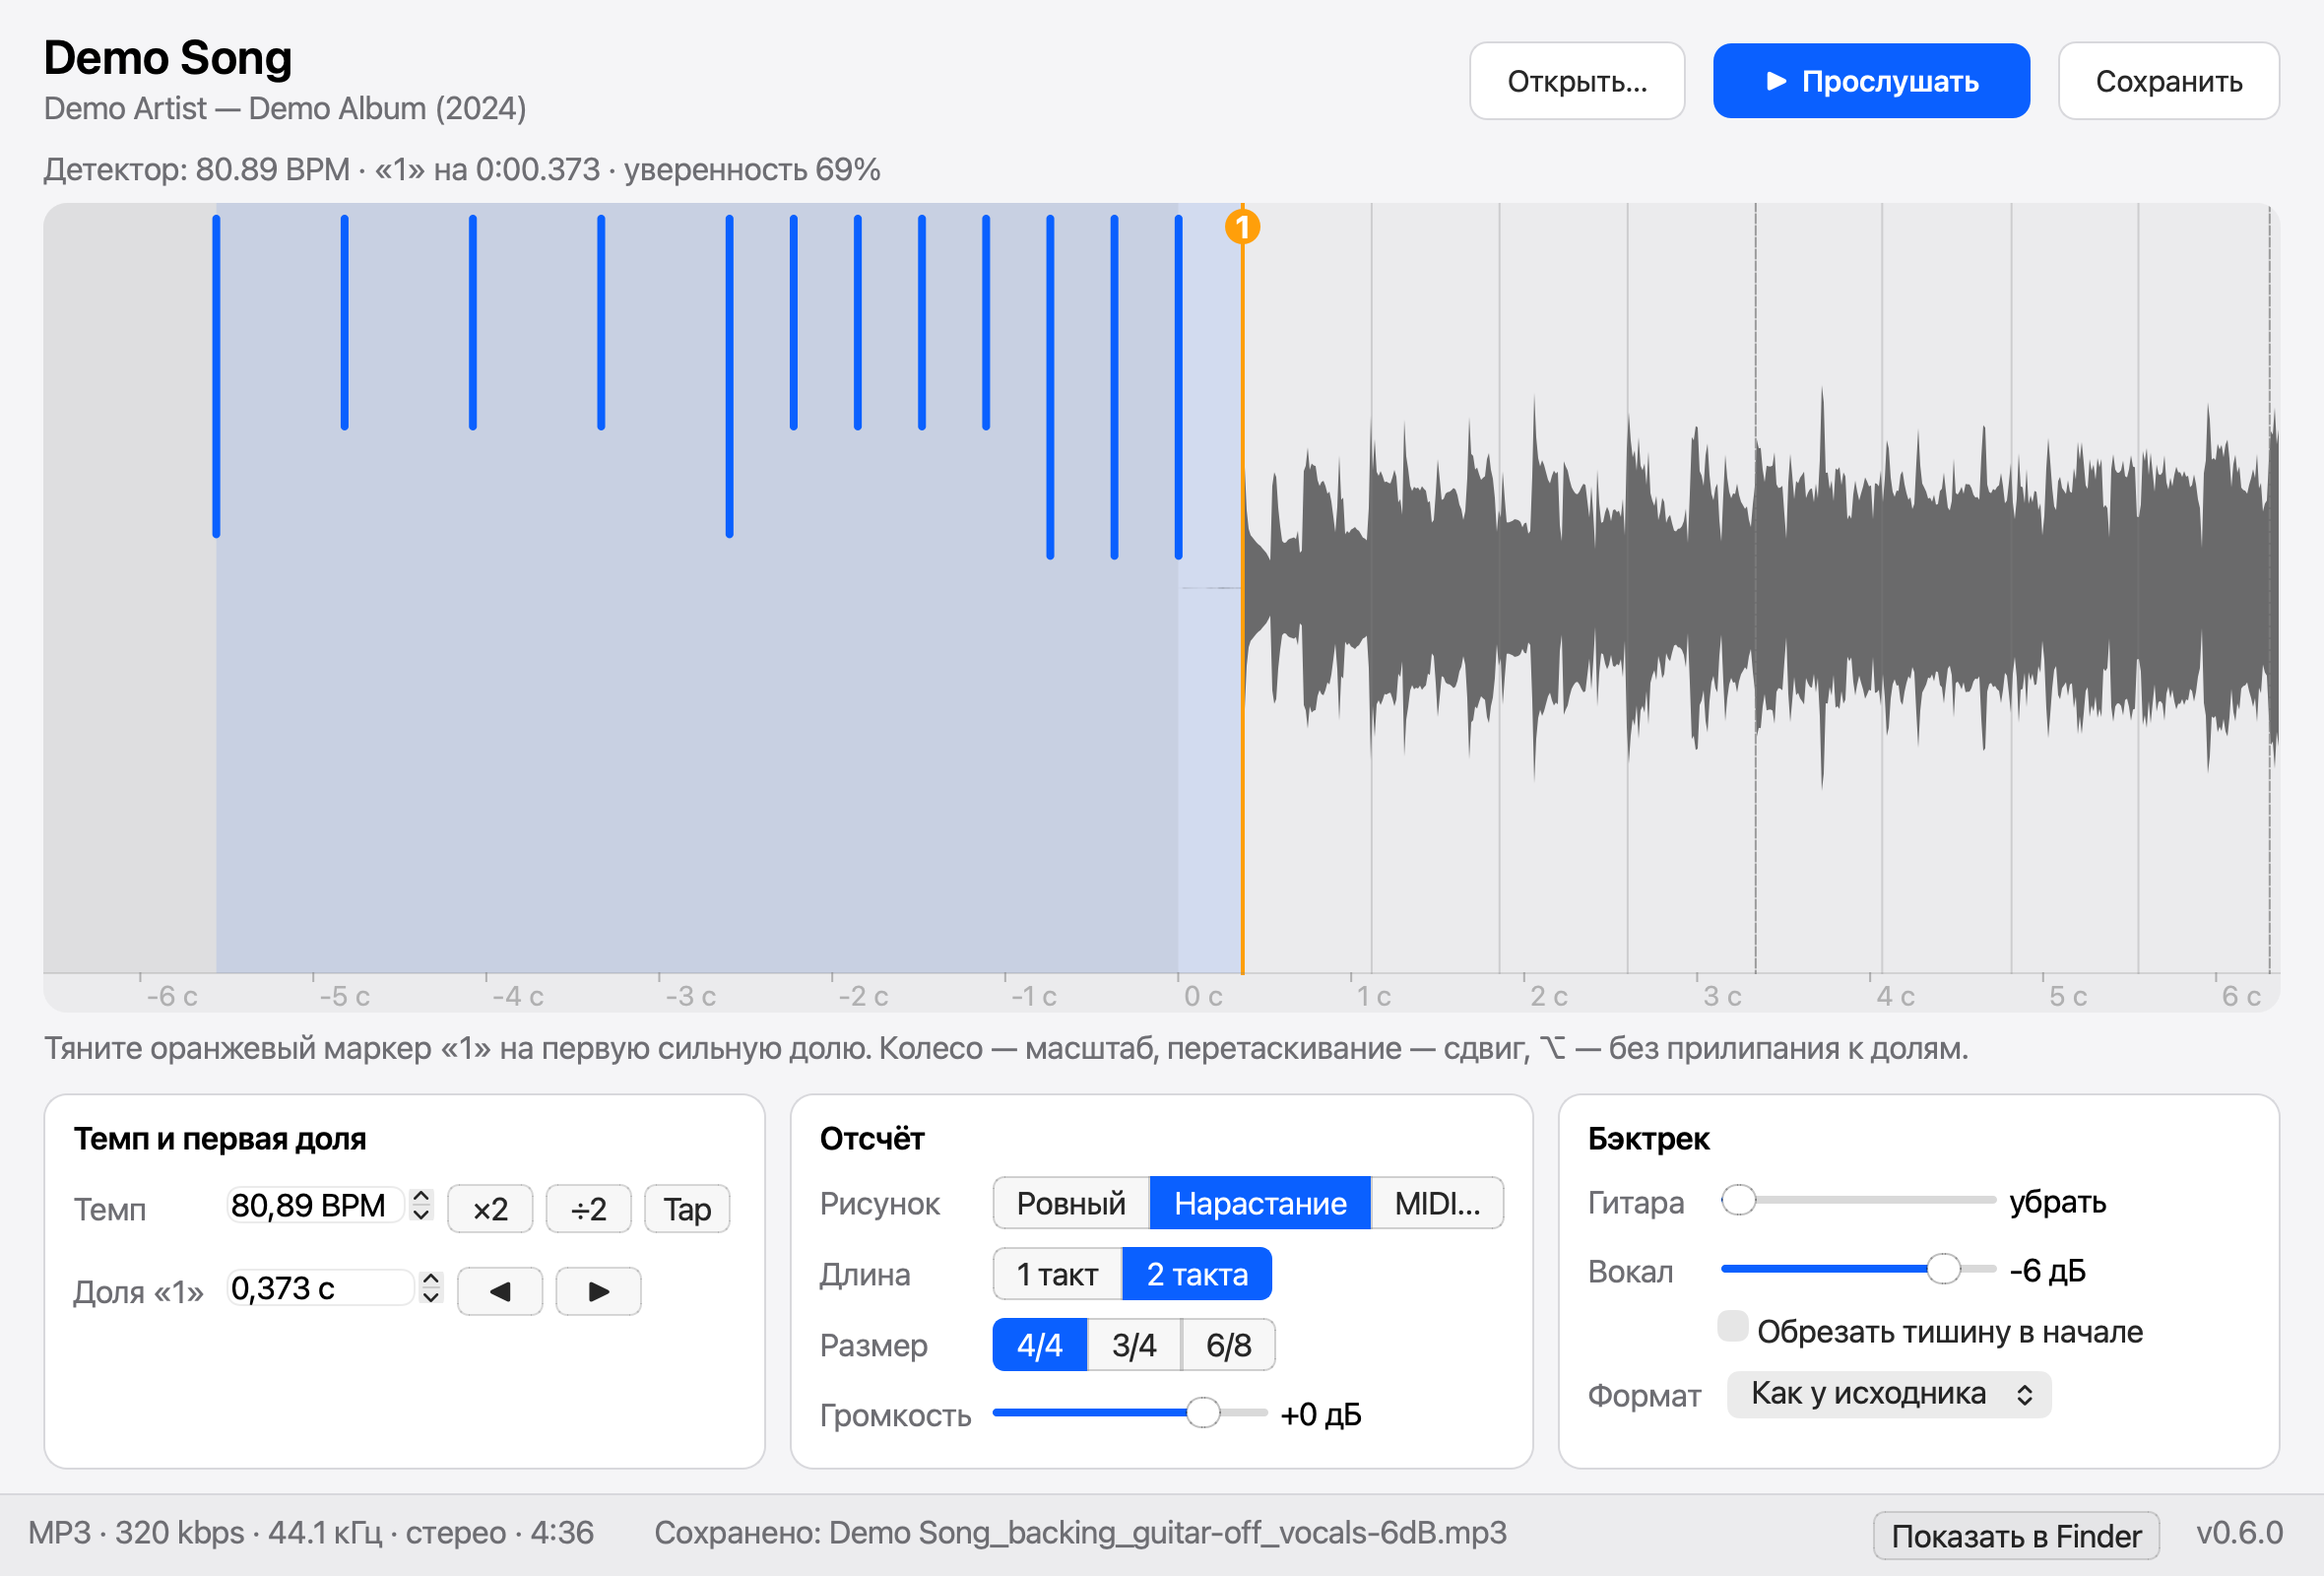 Demo Song
Demo Artist — Demo Album (2024)
Открыть...
▶ Прослушать
Сохранить
Детектор: 80.89 BPM · «1» на 0:00.373 · уверенность 69%
1
-6 с -5 с -4 с -3 с -2 с -1 с 0 с 1 с 2 с 3 с 4 с 5 с 6 с
Тяните оранжевый маркер «1» на первую сильную долю. Колесо — масштаб, перетаскивание — сдвиг, ⌥ — без прилипания к долям.
Темп и первая доля
Темп 80,89 BPM ×2 ÷2 Tap
Доля «1» 0,373 с ◀ ▶
Отсчёт
Рисунок Ровный Нарастание MIDI...
Длина 1 такт 2 такта
Размер 4/4 3/4 6/8
Громкость +0 дБ
Бэктрек
Гитара убрать
Вокал -6 дБ
Обрезать тишину в начале
Формат Как у исходника
MP3 · 320 kbps · 44.1 кГц · стерео · 4:36
Сохранено: Demo Song_backing_guitar-off_vocals-6dB.mp3
Показать в Finder
v0.6.0